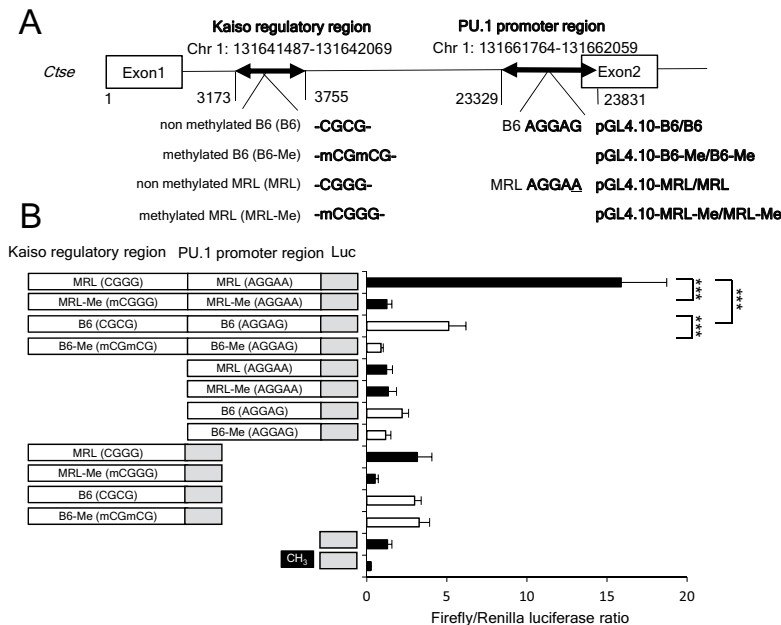 A
Kaiso regulatory region PU.1 promoter region
Chr 1: 131641487-131642069 Chr 1: 131661764-131662059
Ctse Exon1 Exon2
1 3173 3755 23329 23831
non methylated B6 (B6) -CGCG- B6 AGGAG pGL4.10-B6/B6
methylated B6 (B6-Me) -mCGmCG- pGL4.10-B6-Me/B6-Me
non methylated MRL (MRL) -CGGG- MRL AGGAA pGL4.10-MRL/MRL
methylated MRL (MRL-Me) -mCGGG- pGL4.10-MRL-Me/MRL-Me
B
Kaiso regulatory region PU.1 promoter region Luc
MRL (CGGG) MRL (AGGAA)
MRL-Me (mCGGG) MRL-Me (AGGAA)
B6 (CGCG) B6 (AGGAG)
B6-Me (mCGmCG) B6-Me (AGGAG)
MRL (AGGAA)
MRL-Me (AGGAA)
B6 (AGGAG)
B6-Me (AGGAG)
MRL (CGGG)
MRL-Me (mCGGG)
B6 (CGCG)
B6-Me (mCGmCG)
CH3
*** *** ***
0 5 10 15 20
Firefly/Renilla luciferase ratio